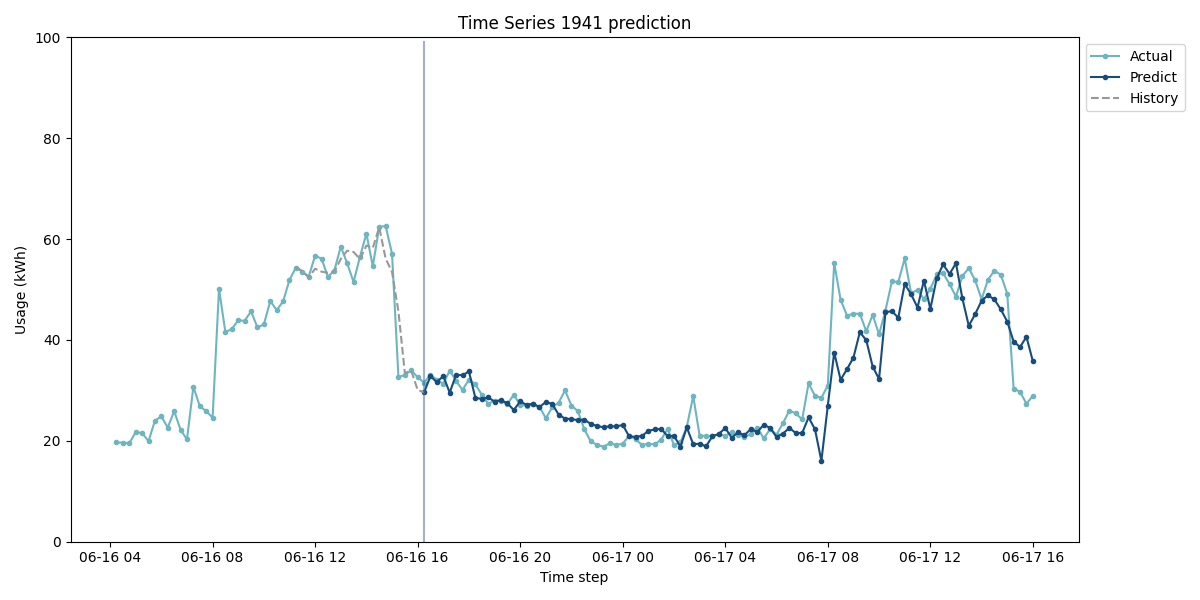 Time Series 1941 prediction
100
80
60
40
20
0
Usage (kWh)
06-16 04
06-16 08
06-16 12
06-16 16
06-16 20
06-17 00
06-17 04
06-17 08
06-17 12
06-17 16
Time step
Actual
Predict
History